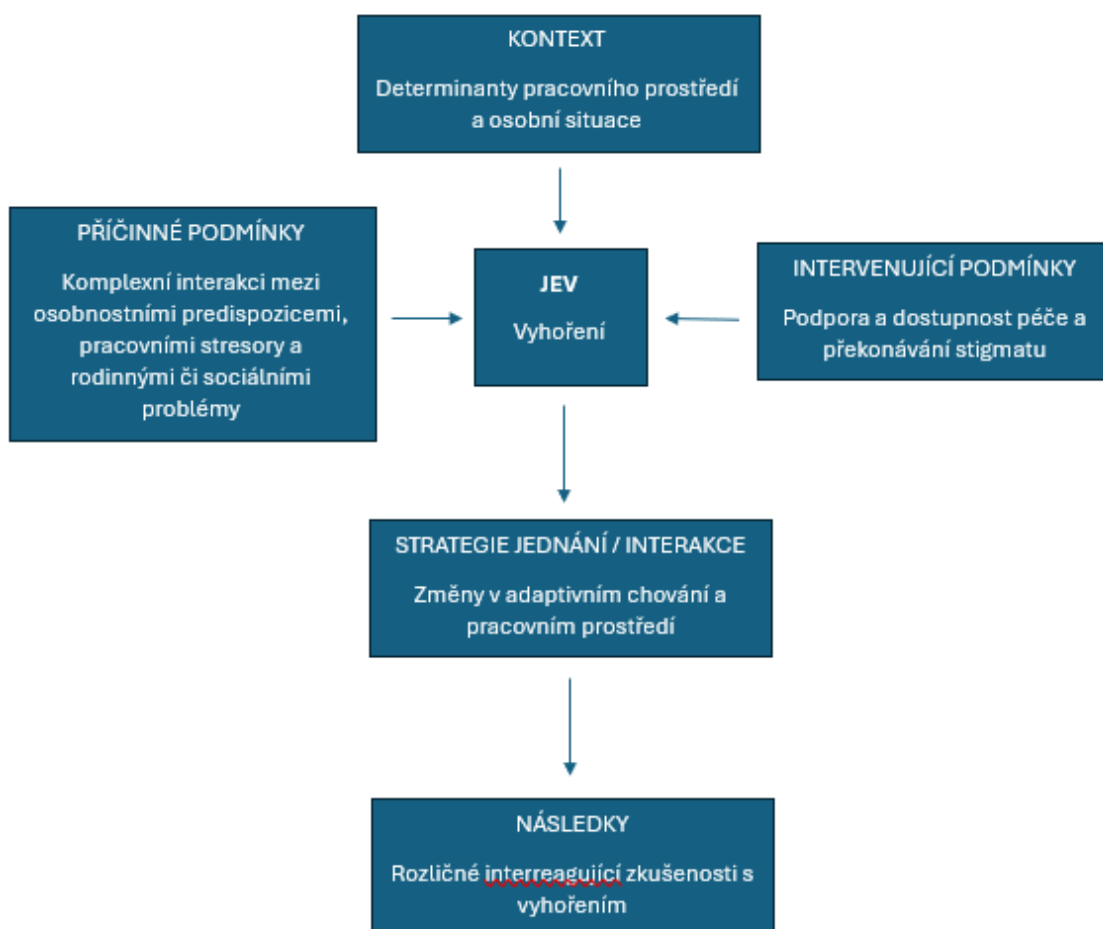 KONTEXT
Determinanty pracovního prostředí
a osobní situace
PŘÍČINNÉ PODMÍNKY
Komplexní interakci mezi
osobnostními predispozicemi,
pracovními stresory a
rodinnými či sociálními
problémy
JEV
Vyhoření
INTERVENUJÍCÍ PODMÍNKY
Podpora a dostupnost péče a
překonávání stigmatu
STRATEGIE JEDNÁNÍ / INTERAKCE
Změny v adaptivním chování a
pracovním prostředí
NÁSLEDKY
Rozličné interreagující zkušenosti s
vyhořením